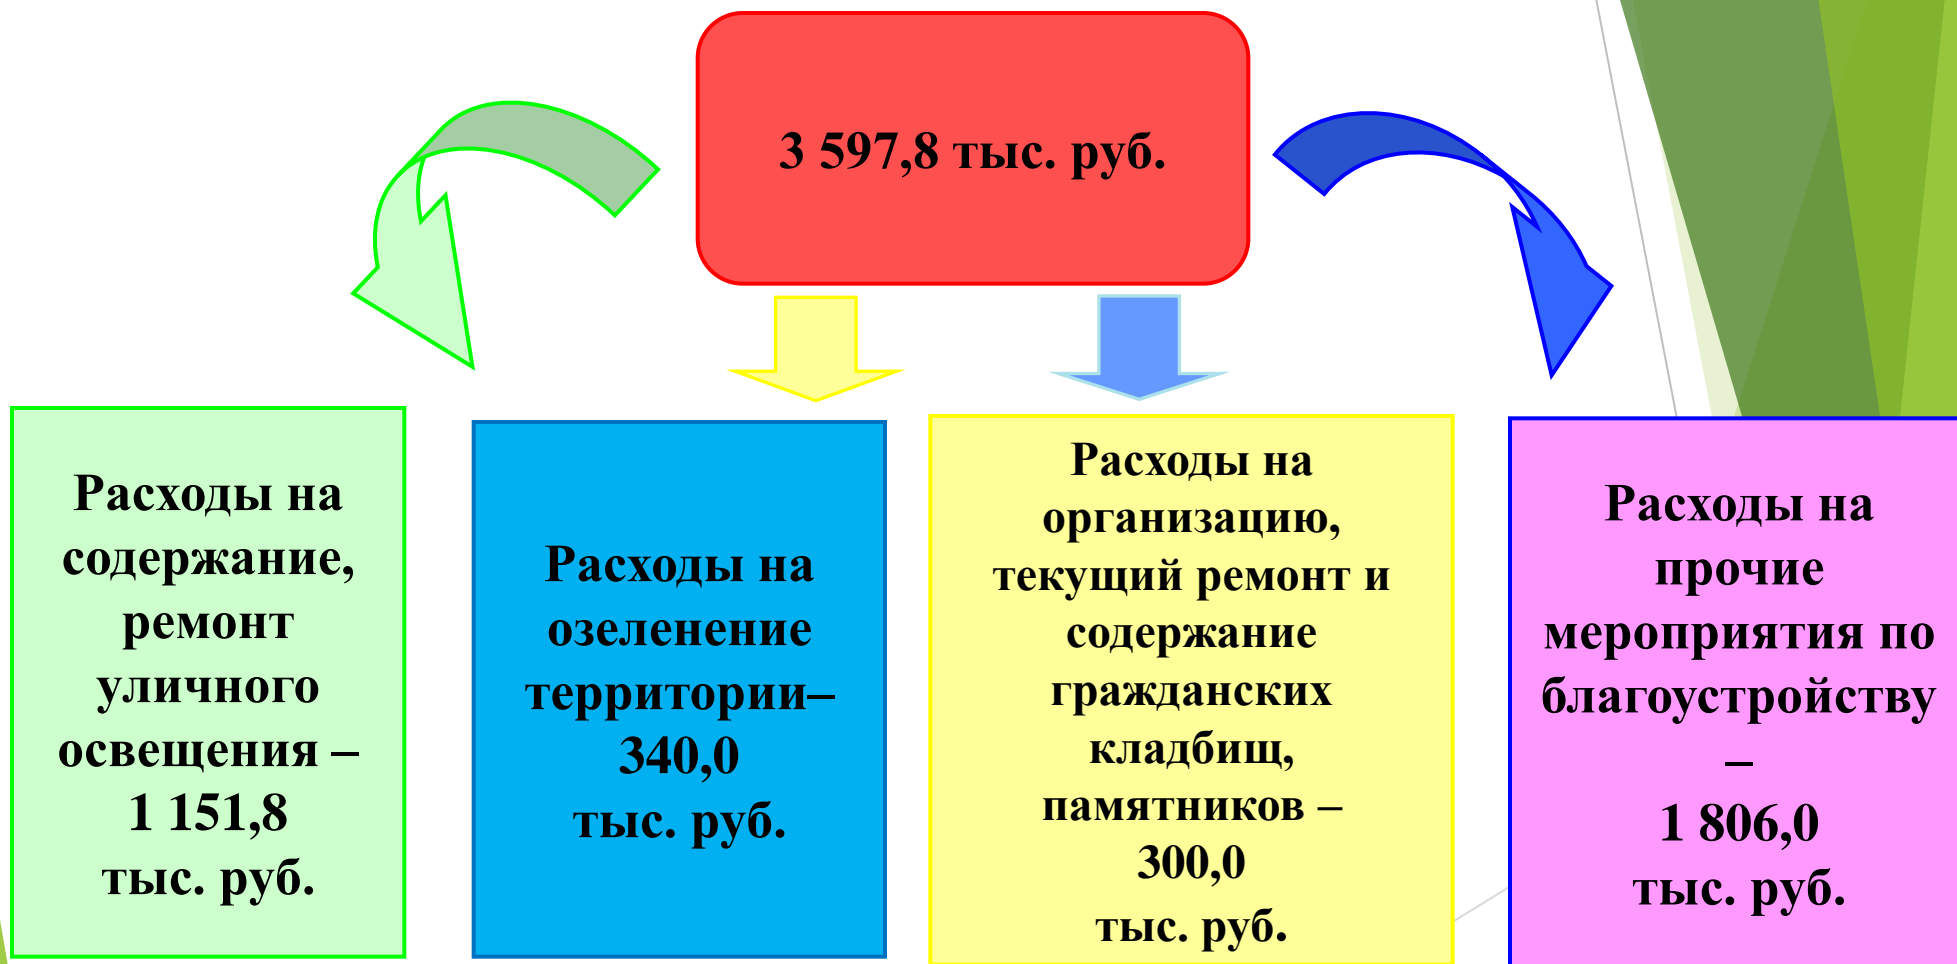 3 597,8 тыс. руб.
Расходы на
содержание,
ремонт
уличного
освещения –
1 151,8
тыс. руб.
Расходы на
озеленение
территории–
340,0
тыс. руб.
Расходы на
организацию,
текущий ремонт и
содержание
гражданских
кладбищ,
памятников –
300,0
тыс. руб.
Расходы на
прочие
мероприятия по
благоустройству
–
1 806,0
тыс. руб.